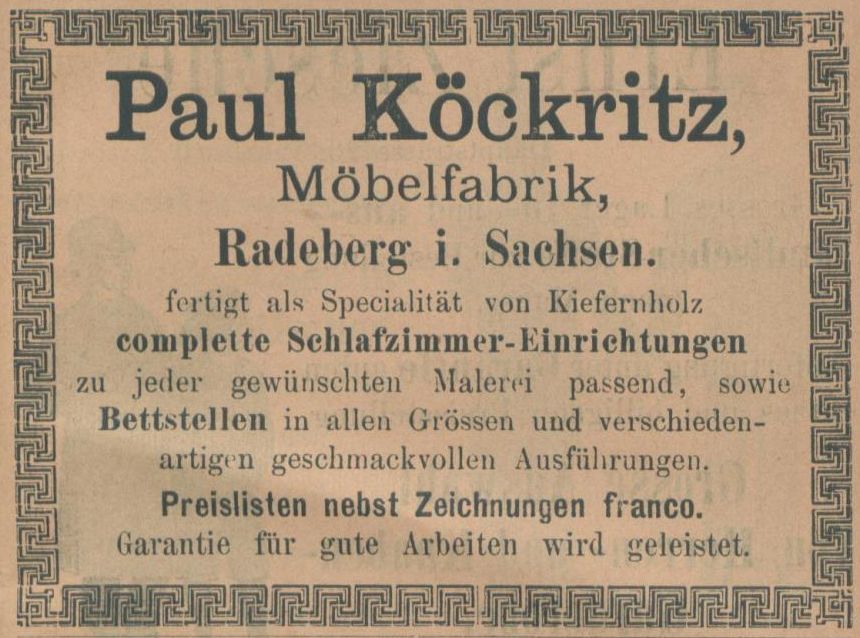 Paul Köckritz,
Möbelfabrik,
Radeberg i. Sachsen.
fertigt als Specialität von Kiefernholz
complette Schlafzimmer-Einrichtungen
zu jeder gewünschten Malerei passend, sowie
Bettstellen in allen Grössen und verschieden-
artigen geschmackvollen Ausführungen.
Preislisten nebst Zeichnungen franco.
Garantie für gute Arbeiten wird geleistet.